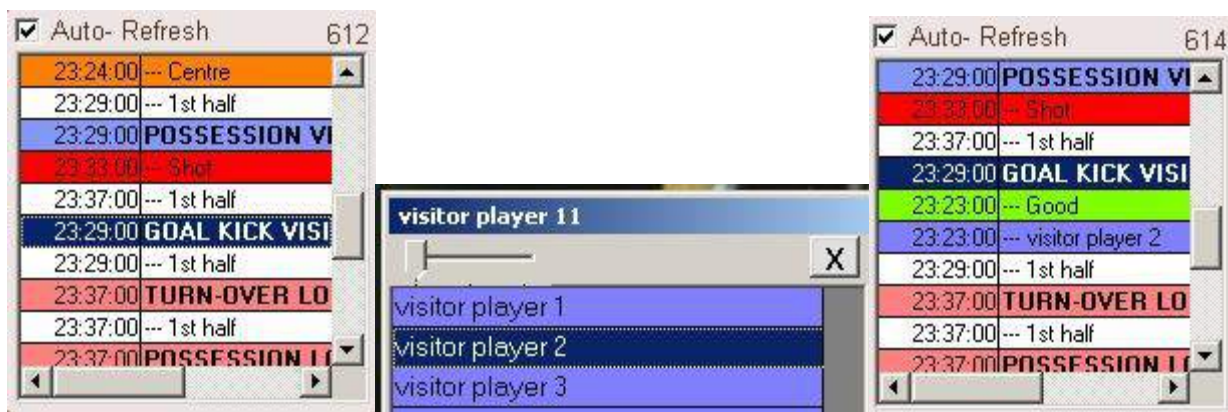 Auto- Refresh 612
23:24:00 --- Centre
23:29:00 --- 1st half
23:29:00 POSSESSION VI
23:33:00 --- Shot
23:37:00 --- 1st half
23:29:00 GOAL KICK VISI
23:29:00 --- 1st half
23:37:00 TURN-OVER LO
23:37:00 --- 1st half
23:37:00 POSSESSION LO
visitor player 11
X
visitor player 1
visitor player 2
visitor player 3
Auto- Refresh 614
23:29:00 POSSESSION VI
23:33:00 --- Shot
23:37:00 --- 1st half
23:29:00 GOAL KICK VISI
23:23:00 --- Good
23:23:00 --- visitor player 2
23:29:00 --- 1st half
23:37:00 TURN-OVER LO
23:37:00 --- 1st half
23:37:00 POSSESSION LO